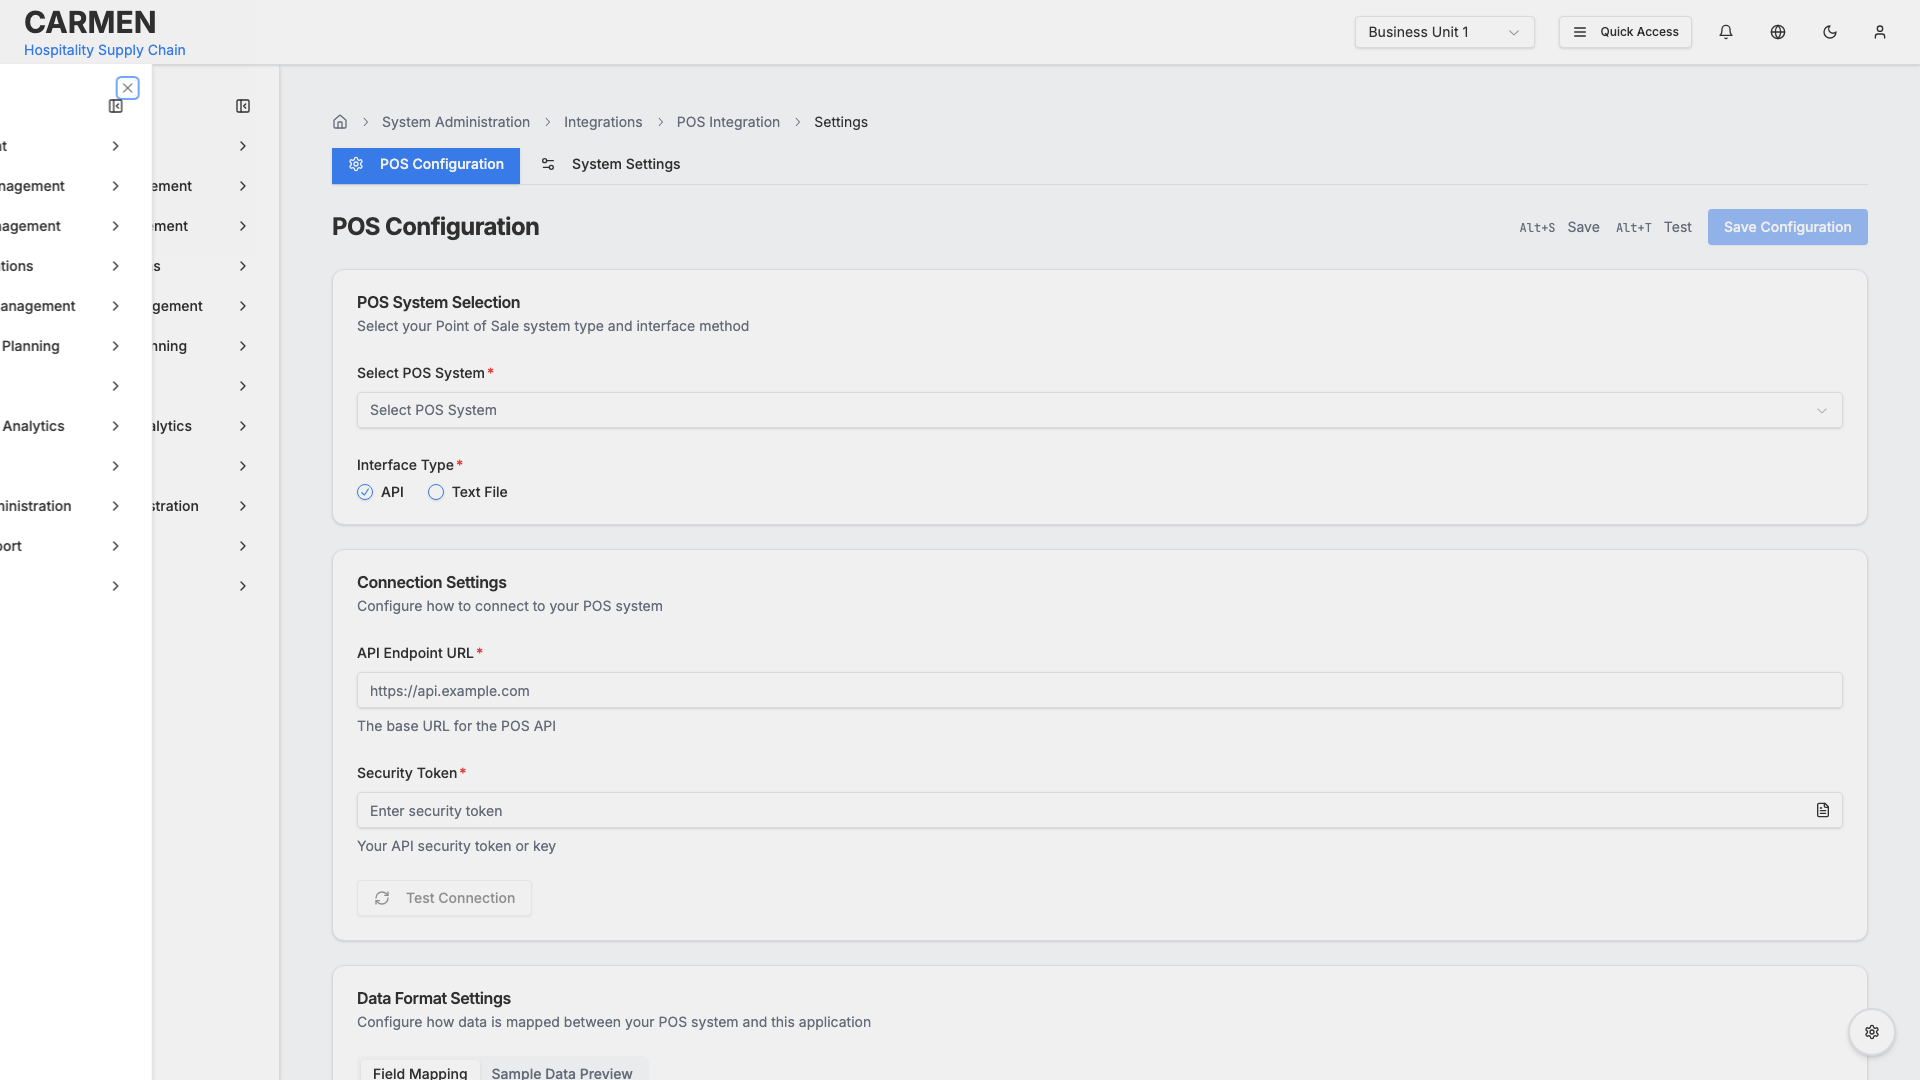 CARMEN
Hospitality Supply Chain
Business Unit 1
Quick Access
nagement
ement
agement
ment
tions
s
anagement
gement
Planning
nning
Analytics
alytics
ministration
stration
port
System Administration
Integrations
POS Integration
Settings
POS Configuration
System Settings
POS Configuration
Alt+S Save Alt+T Test
Save Configuration
POS System Selection
Select your Point of Sale system type and interface method
Select POS System*
Select POS System
Interface Type*
API
Text File
Connection Settings
Configure how to connect to your POS system
API Endpoint URL*
https://api.example.com
The base URL for the POS API
Security Token*
Enter security token
Your API security token or key
Test Connection
Data Format Settings
Configure how data is mapped between your POS system and this application
Field Mapping
Sample Data Preview